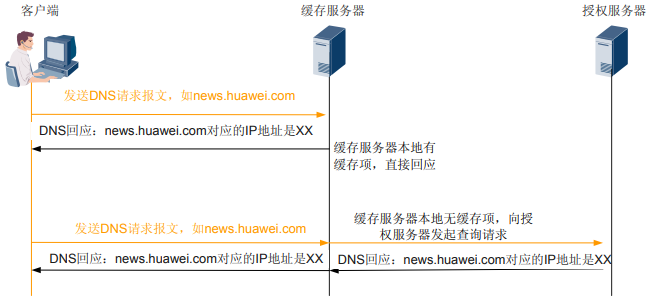 客户端
缓存服务器
授权服务器
发送DNS请求报文，如news.huawei.com
DNS回应：news.huawei.com对应的IP地址是XX
缓存服务器本地有
缓存项，直接回应
发送DNS请求报文，如news.huawei.com
缓存服务器本地无缓存项，向授
权服务器发起查询请求
DNS回应：news.huawei.com对应的IP地址是XX
DNS回应：news.huawei.com对应的IP地址是XX